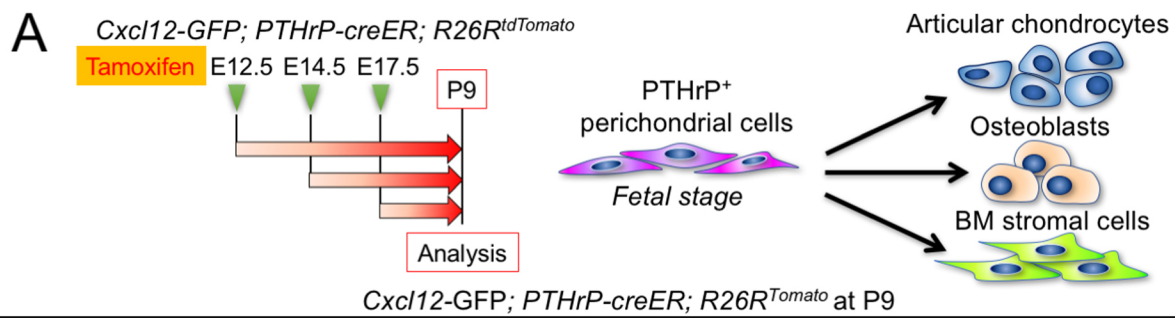 A
Cxcl12-GFP; PTHrP-creER; R26RtdTomato
Tamoxifen E12.5 E14.5 E17.5
P9
Analysis
PTHrP+
perichondrial cells
Fetal stage
Articular chondrocytes
Osteoblasts
BM stromal cells
Cxcl12-GFP; PTHrP-creER; R26RTomato at P9